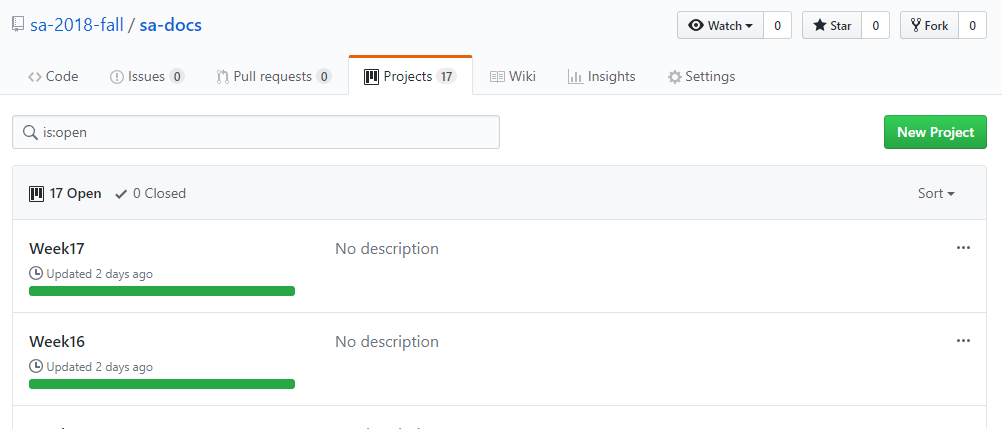 sa-2018-fall / sa-docs Watch 0 Star 0 Fork 0
Code Issues 0 Pull requests 0 Projects 17 Wiki Insights Settings
is:open New Project
17 Open 0 Closed Sort
Week17 No description
Updated 2 days ago
Week16 No description
Updated 2 days ago